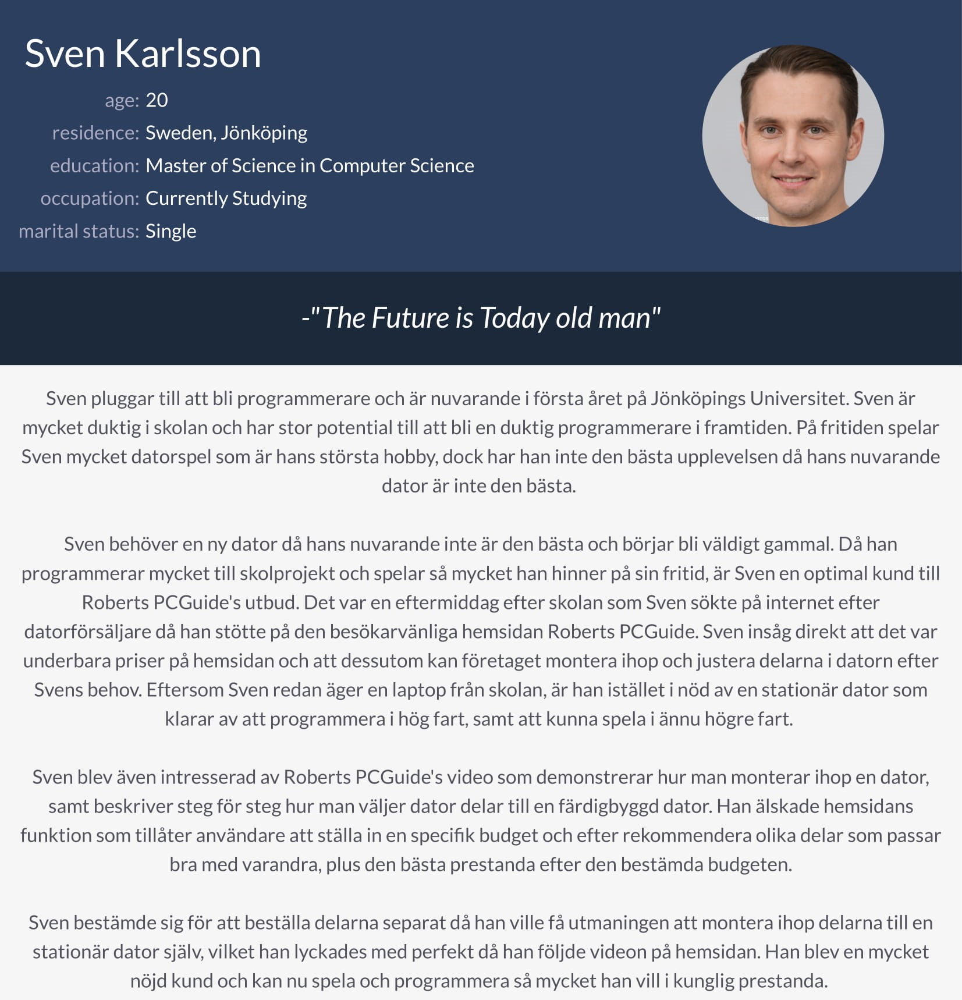 Sven Karlsson
age: 20
residence: Sweden, Jönköping
education: Master of Science in Computer Science
occupation: Currently Studying
marital status: Single
OTOS
-"The Future is Today old man"
Sven pluggar till att bli programmerare och är nuvarande i första året på Jönköpings Universitet. Sven är
mycket duktig i skolan och har stor potential till att bli en duktig programmerare i framtiden. På fritiden spelar
Sven mycket datorspel som är hans största hobby, dock har han inte den bästa upplevelsen då hans nuvarande
dator är inte den bästa.
Sven behöver en ny dator då hans nuvarande inte är den bästa och börjar bli väldigt gammal. Då han
programmerar mycket till skolprojekt och spelar så mycket han hinner på sin fritid, är Sven en optimal kund till
Roberts PCGuide's utbud. Det var en eftermiddag efter skolan som Sven sökte på internet efter
datorförsäljare då han stötte på den besökarvänliga hemsidan Roberts PCGuide. Sven insåg direkt att det var
underbara priser på hemsidan och att dessutom kan företaget montera ihop och justera delarna i datorn efter
Svens behov. Eftersom Sven redan äger en laptop från skolan, är han istället i nöd av en stationär dator som
klarar av att programmera i hög fart, samt att kunna spela i ännu högre fart.
Sven blev även intresserad av Roberts PCGuide's video som demonstrerar hur man monterar ihop en dator,
samt beskriver steg för steg hur man väljer dator delar till en färdigbyggd dator. Han älskade hemsidans
funktion som tillåter användare att ställa in en specifik budget och efter rekommendera olika delar som passar
bra med varandra, plus den bästa prestanda efter den bestämda budgeten.
Sven bestämde sig för att beställa delarna separat då han ville få utmaningen att montera ihop delarna till en
stationär dator själv, vilket han lyckades med perfekt då han följde videon på hemsidan. Han blev en mycket
nöjd kund och kan nu spela och programmera så mycket han vill i kunglig prestanda.